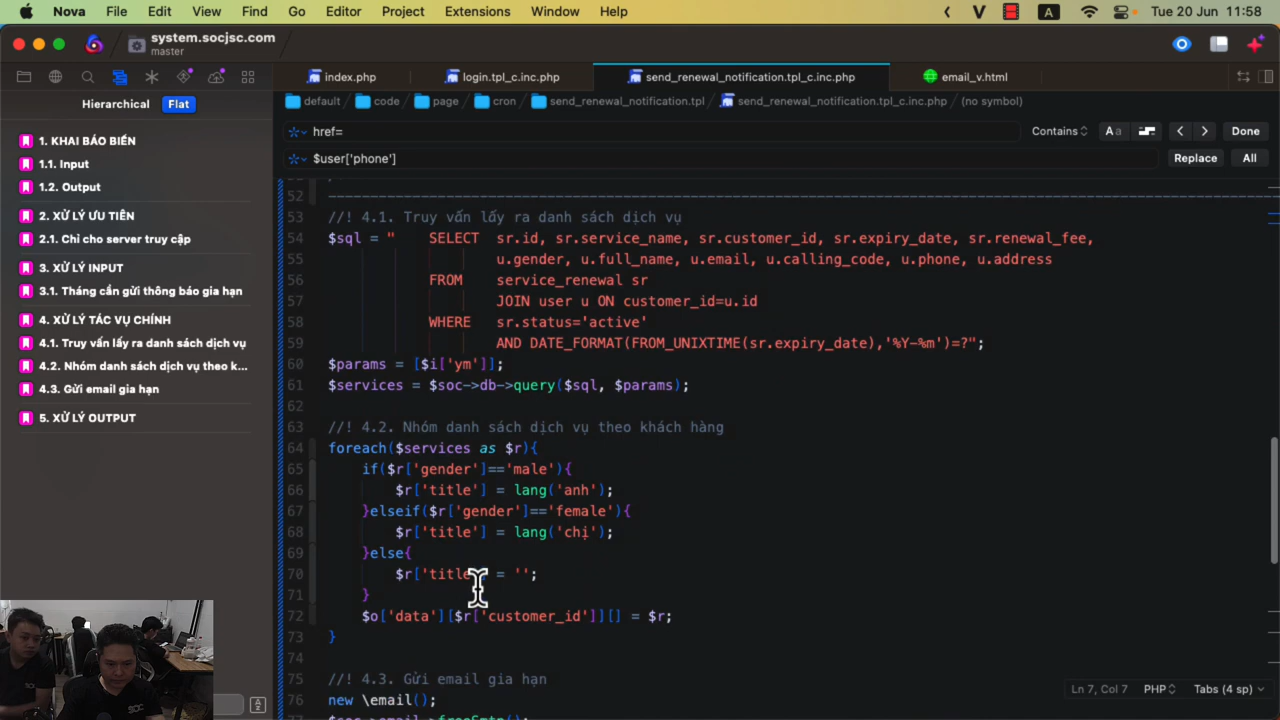 Nova File Edit View Find Go Editor Project Extensions Window Help V A Tue 20 Jun 11:58
system.socjsc.com
master
index.php login.tpl_c.inc.php send_renewal_notification.tpl_c.inc.php email_v.html
Hierarchical Flat
default code page cron send_renewal_notification.tpl send_renewal_notification.tpl_c.inc.php (no symbol)
href= Contains Aa Done
$user['phone'] Replace All
1. KHAI BÁO BIẾN
1.1. Input
1.2. Output
2. XỬ LÝ ƯU TIÊN
2.1. Chỉ cho server truy cập
3. XỬ LÝ INPUT
3.1. Tháng cần gửi thông báo gia hạn
4. XỬ LÝ TÁC VỤ CHÍNH
4.1. Truy vấn lấy ra danh sách dịch vụ
4.2. Nhóm danh sách dịch vụ theo k...
4.3. Gửi email gia hạn
5. XỬ LÝ OUTPUT
52
53 //! 4.1. Truy vấn lấy ra danh sách dịch vụ
54 $sql = " SELECT sr.id, sr.service_name, sr.customer_id, sr.expiry_date, sr.renewal_fee,
55 u.gender, u.full_name, u.email, u.calling_code, u.phone, u.address
56 FROM service_renewal sr
57 JOIN user u ON customer_id=u.id
58 WHERE sr.status='active'
59 AND DATE_FORMAT(FROM_UNIXTIME(sr.expiry_date),'%Y-%m')=?";
60 $params = [$i['ym']];
61 $services = $soc->db->query($sql, $params);
62
63 //! 4.2. Nhóm danh sách dịch vụ theo khách hàng
64 foreach($services as $r){
65 if($r['gender']=='male'){
66 $r['title'] = lang('anh');
67 }elseif($r['gender']=='female'){
68 $r['title'] = lang('chị');
69 }else{
70 $r['title'] = '';
71 }
72 $o['data'][$r['customer_id']][] = $r;
73 }
74
75 //! 4.3. Gửi email gia hạn
76 new \email();
Ln 7, Col 7 PHP Tabs (4 sp)